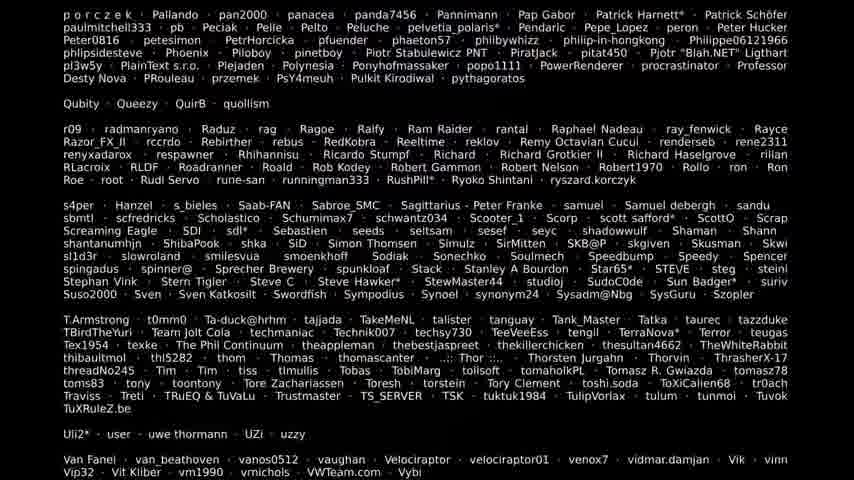 p o r c z e k · Pallando · pan2000 · panacea · panda7456 · Pannimann · Pap Gabor · Patrick Harnett* · Patrick Schöfer
paulmitchell333 · pb · Peciak · Pelle · Pelto · Peluche · pelvetia_polaris* · Pendaric · Pepe_Lopez · peron · Peter Hucker
Peter0816 · petesimon · PetrHorcicka · pfuender · phaeton57 · philbywhizz · philip-in-hongkong · Philippe06121966
philipsidesteve · Phoenix · Piloboy · pinetboy · Piotr Stabulewicz PNT · PiratJack · pitat450 · Pjotr "Blah.NET" Ligthart
pl3w5y · PlainText s.r.o. · Plejaden · Polynesia · Ponyhofmassaker · popo1111 · PowerRenderer · procrastinator · Professor
Desty Nova · PRouleau · przemek · PsY4meuh · Pulkit Kirodiwal · pythagoratos
Qubity · Queezy · QuirB · quollism
r09 · radmanryano · Raduz · rag · Ragoe · Ralfy · Ram Raider · rantal · Raphael Nadeau · ray_fenwick · Rayce
Razor_FX_II · rccrdo · Rebirther · rebus · RedKobra · Reeltime · reklov · Remy Octavian Cucui · renderseb · rene2311
renyxadarox · respawner · Rhihannisu · Ricardo Stumpf · Richard · Richard Grotkier II · Richard Haselgrove · rilian
RLacroix · RLDF · Roadranner · Roald · Rob Kodey · Robert Gammon · Robert Nelson · Robert1970 · Rollo · ron · Ron
Roe · root · Rudi Servo · rune-san · runningman333 · RushPill* · Ryoko Shintani · ryszard.korczyk
s4per · Hanzel · s_bieles · Saab-FAN · Sabroe_SMC · Sagittarius - Peter Franke · samuel · Samuel debergh · sandu
sbmtl · scfredricks · Scholastico · Schumimax7 · schwantz034 · Scooter_1 · Scorp · scott safford* · ScottO · Scrap
Screaming Eagle · SDI · sdl* · Sebastien · seeds · seltsam · sesef · seyc · shadowwulf · Shaman · Shann
shantanumhjn · ShibaPook · shka · SiD · Simon Thomsen · Simulz · SirMitten · SKB@P · skgiven · Skusman · Skwi
sl1d3r · slowroland · smilesvua · smoenkhoff · Sodiak · Sonechko · Soulmech · Speedbump · Speedy · Spencer
spingadus · spinner@ · Sprecher Brewery · spunkloaf · Stack · Stanley A Bourdon · Star65* · STE\/E · steg · steinl
Stephan Vink · Stern Tigler · Steve C · Steve Hawker* · StewMaster44 · studioj · SudoC0de · Sun Badger* · suriv
Suso2000 · Sven · Sven Katkosilt · Swordfish · Sympodius · Synoel · synonym24 · Sysadm@Nbg · SysGuru · Szopler
T.Armstrong · t0mm0 · Ta-duck@hrhm · tajjada · TakeMeNL · talister · tanguay · Tank_Master · Tatka · taurec · tazzduke
TBirdTheYuri · Team Jolt Cola · techmaniac · Technik007 · techsy730 · TeeVeeEss · tengil · TerraNova* · Terror · teugas
Tex1954 · texke · The Phil Continuum · theappleman · thebestjaspreet · thekillerchicken · thesultan4662 · TheWhiteRabbit
thibaultmol · thl5282 · thom · Thomas · thomascanter · ..:: Thor ::.. · Thorsten Jurgahn · Thorvin · ThrasherX-17
threadNo245 · Tim · Tim · tiss · tlmullis · Tobas · TobiMarg · tolisoft · tomaholkPL · Tomasz R. Gwiazda · tomasz78
toms83 · tony · toontony · Tore Zachariassen · Toresh · torstein · Tory Clement · toshi.soda · ToXiCalien68 · tr0ach
Traviss · Treti · TRuEQ & TuVaLu · Trustmaster · TS_SERVER · TSK · tuktuk1984 · TulipVorlax · tulum · tunmoi · Tuvok
TuXRuleZ.be
Uli2* · user · uwe thormann · UZi · uzzy
Van Fanel · van_beathoven · vanos0512 · vaughan · Velociraptor · velociraptor01 · venox7 · vidmar.damjan · Vik · vinn
Vip32 · Vit Kliber · vm1990 · vrnichols · VWTeam.com · Vybi